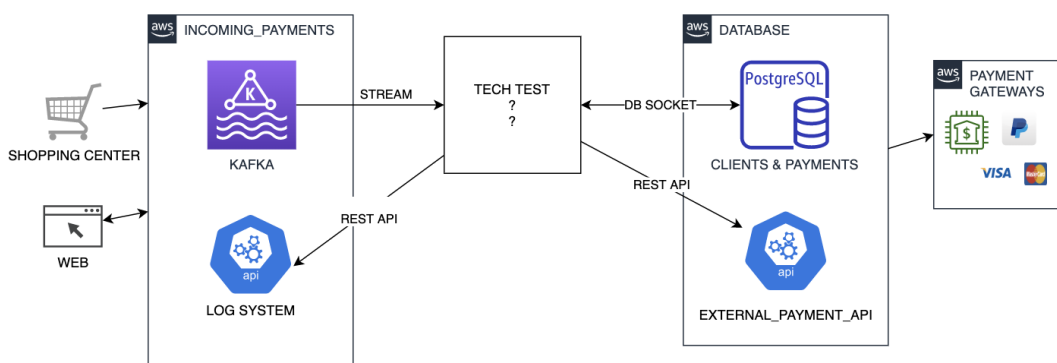 aws
INCOMING_PAYMENTS
K
KAFKA
SHOPPING CENTER
WEB
api
LOG SYSTEM
STREAM
REST API
TECH TEST
?
?
DB SOCKET
REST API
aws
DATABASE
PostgreSQL
CLIENTS & PAYMENTS
api
EXTERNAL_PAYMENT_API
aws
PAYMENT
GATEWAYS
$
P
VISA
MasterCard